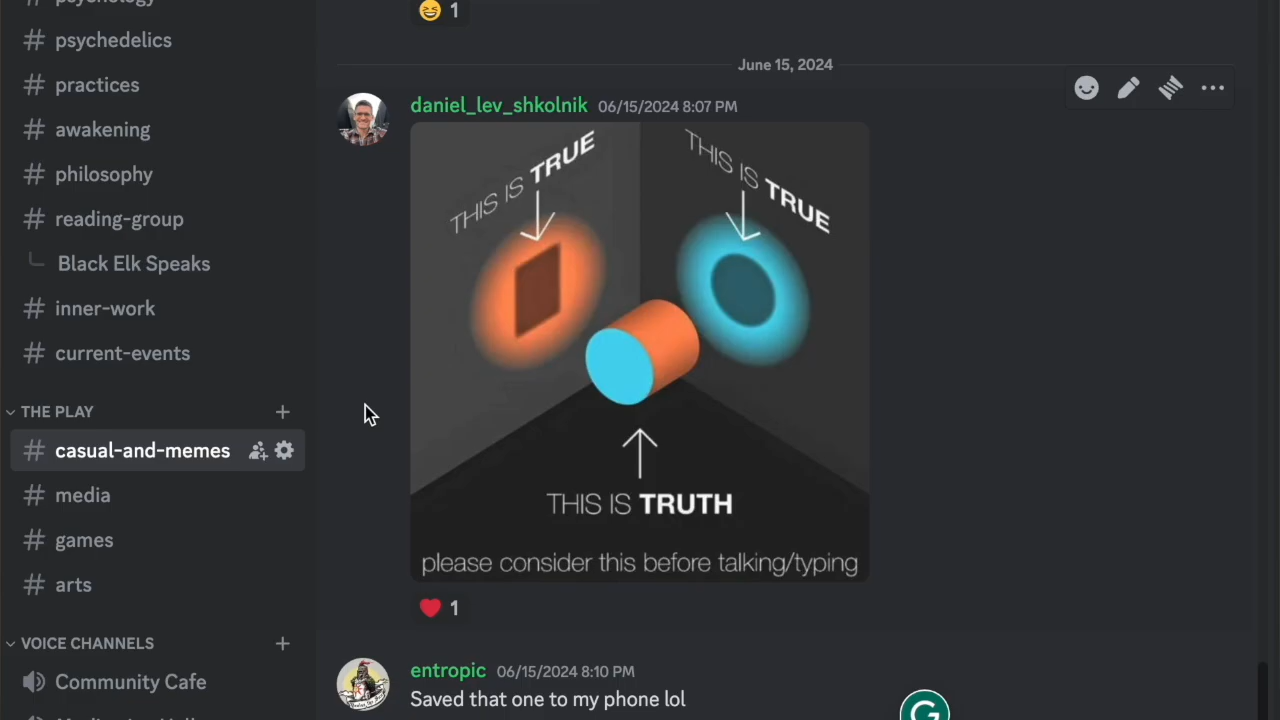 psychology
# psychedelics
# practices
# awakening
# philosophy
# reading-group
Black Elk Speaks
# inner-work
# current-events
THE PLAY
# casual-and-memes
# media
# games
# arts
VOICE CHANNELS
Community Cafe
1
June 15, 2024
daniel_lev_shkolnik 06/15/2024 8:07 PM
THIS IS TRUE
THIS IS TRUE
THIS IS TRUTH
please consider this before talking/typing
1
entropic 06/15/2024 8:10 PM
Saved that one to my phone lol